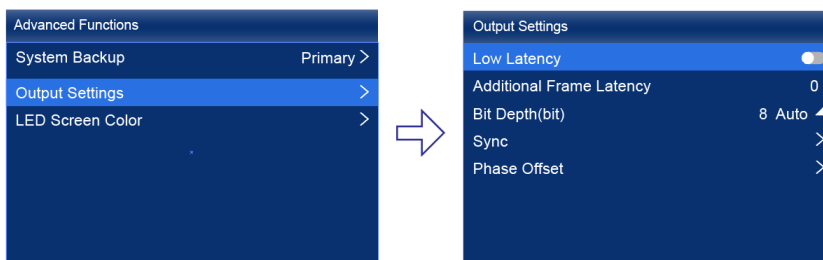 Advanced Functions
System Backup Primary >
Output Settings >
LED Screen Color >
Output Settings
Low Latency
Additional Frame Latency 0
Bit Depth(bit) 8 Auto
Sync >
Phase Offset >